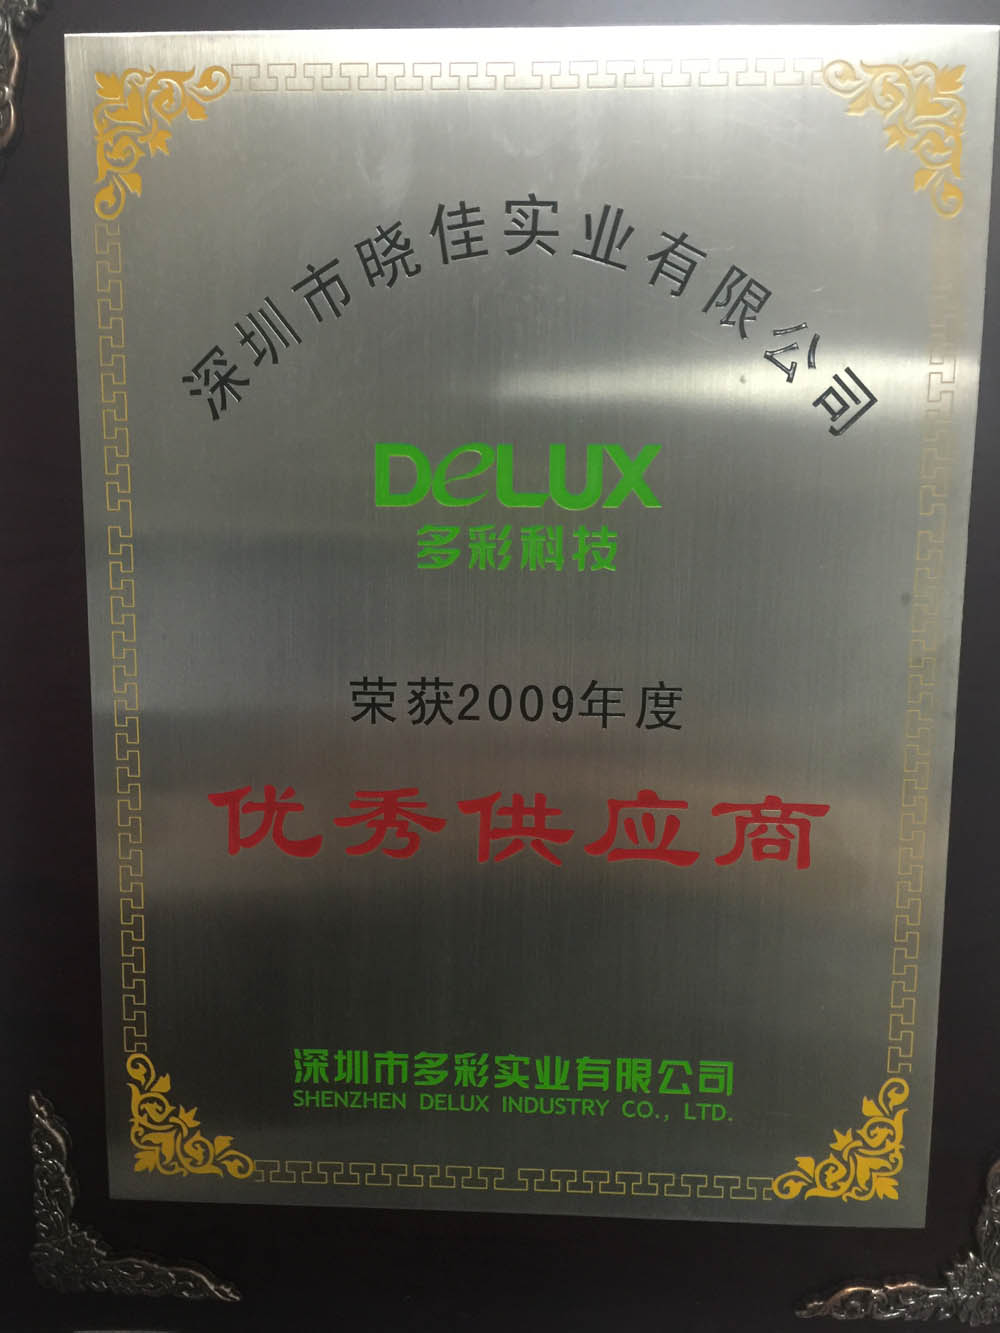 深圳市晓佳实业有限公司
DELUX
多彩科技
荣获2009年度
优秀供应商
深圳市多彩实业有限公司
SHENZHEN DELUX INDUSTRY CO., LTD.